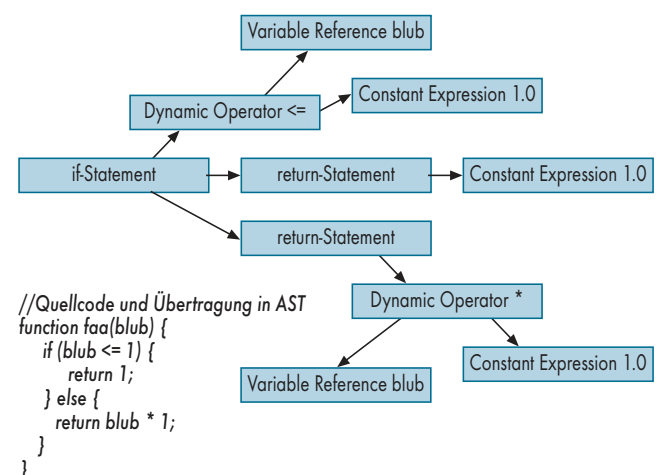 Variable Reference blub
Dynamic Operator <=
Constant Expression 1.0
if-Statement
return-Statement
Constant Expression 1.0
return-Statement
Dynamic Operator *
Variable Reference blub
Constant Expression 1.0
//Quellcode und Übertragung in AST
function faa(blub) {
if (blub <= 1) {
return 1;
} else {
return blub * 1;
}
}